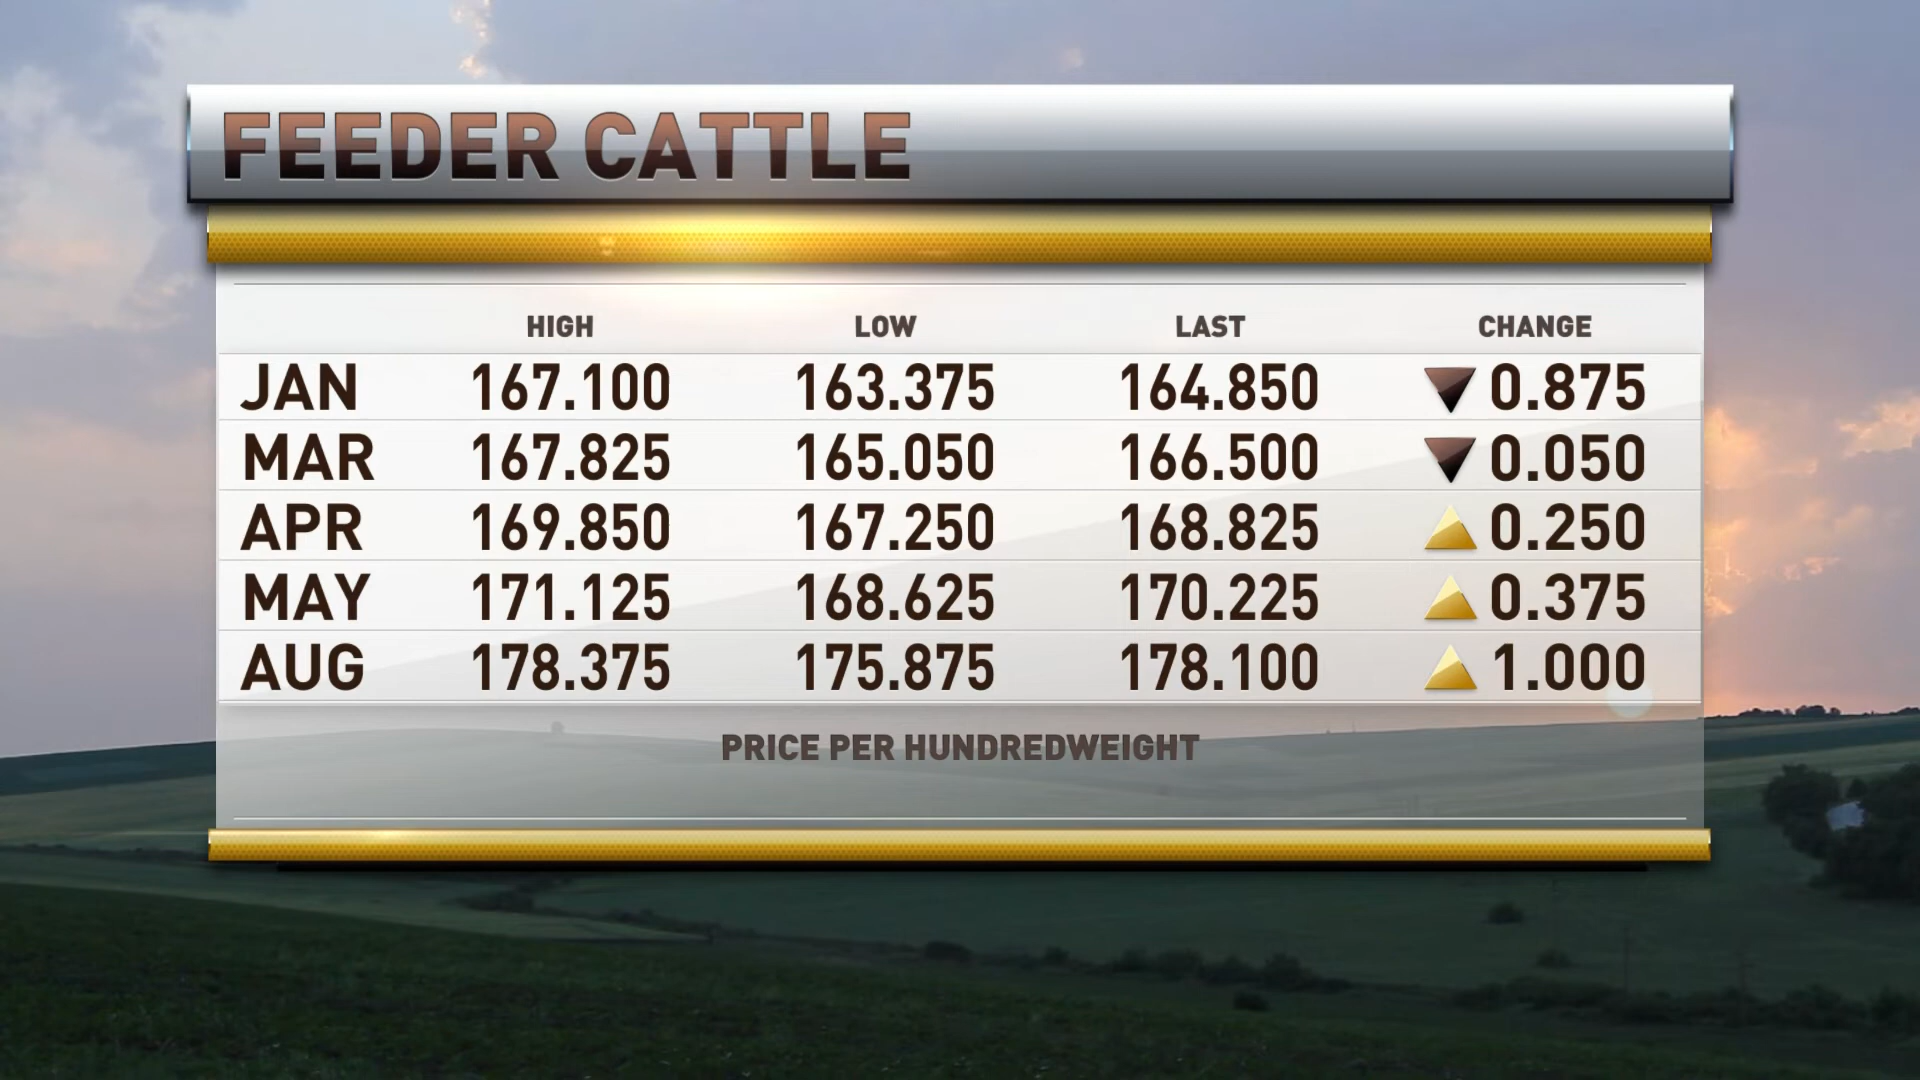 FEEDER CATTLE
HIGH LOW LAST CHANGE
JAN 167.100 163.375 164.850 ▼ 0.875
MAR 167.825 165.050 166.500 ▼ 0.050
APR 169.850 167.250 168.825 ▲ 0.250
MAY 171.125 168.625 170.225 ▲ 0.375
AUG 178.375 175.875 178.100 ▲ 1.000
PRICE PER HUNDREDWEIGHT